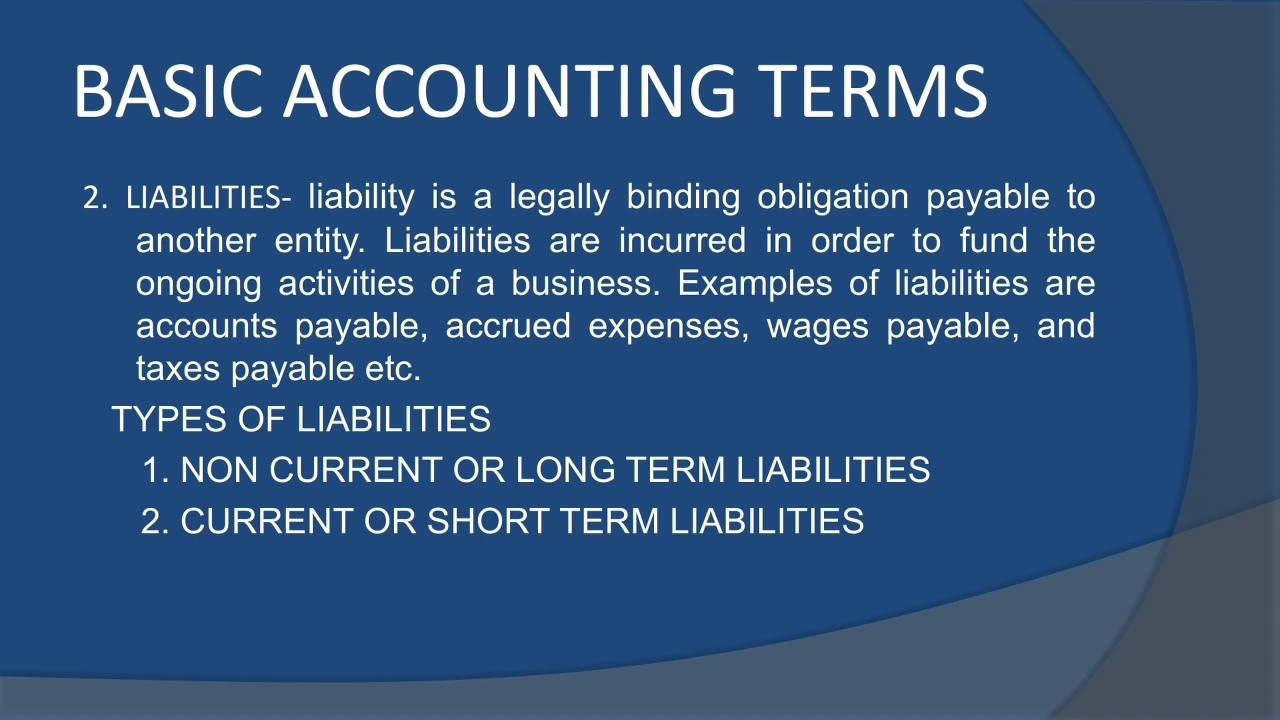 BASIC ACCOUNTING TERMS
2. LIABILITIES- liability is a legally binding obligation payable to
another entity. Liabilities are incurred in order to fund the
ongoing activities of a business. Examples of liabilities are
accounts payable, accrued expenses, wages payable, and
taxes payable etc.
TYPES OF LIABILITIES
1. NON CURRENT OR LONG TERM LIABILITIES
2. CURRENT OR SHORT TERM LIABILITIES